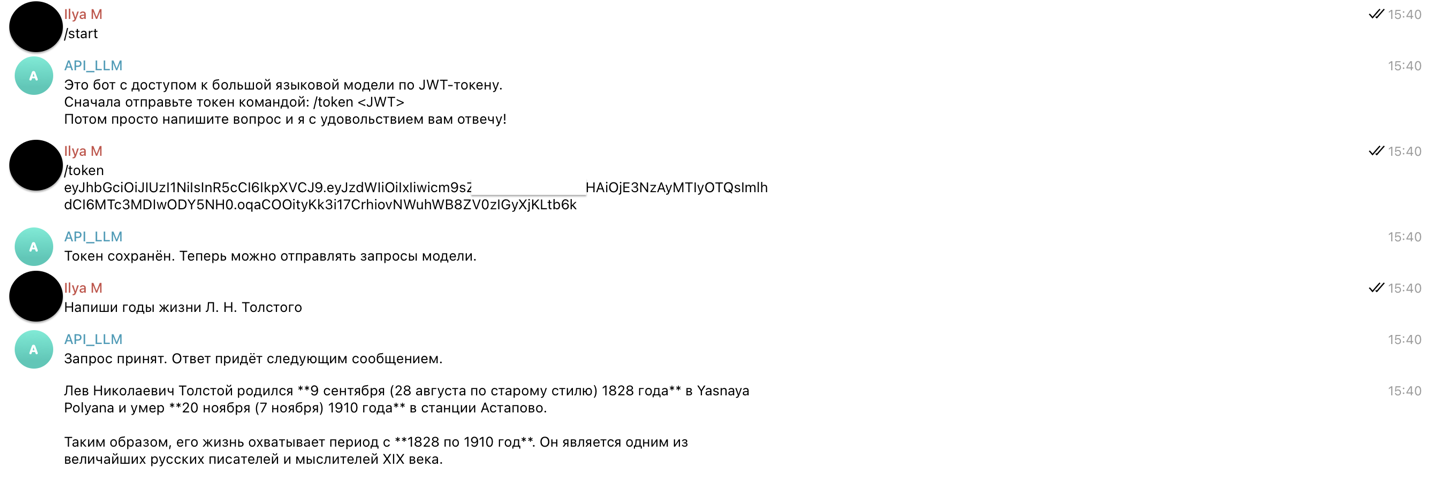 Ilya M
15:40
/start
API_LLM
15:40
A
Это бот с доступом к большой языковой модели по JWT-токену.
Сначала отправьте токен командой: /token <JWT>
Потом просто напишите вопрос и я с удовольствием вам отвечу!
Ilya M
15:40
/token
eyJhbGciOiJIUzI1NiIsInR5cCI6IkpXVCJ9.eyJzdWIiOiIxIiwicm9sZ HAiOjE3NzAyMTIyOTQsImlh
dCI6MTc3MDIwODY5NH0.oqaCOOityKk3i17CrhiovNWuhWB8ZV0zIGyXjKLtb6k
API_LLM
15:40
A
Токен сохранён. Теперь можно отправлять запросы модели.
Ilya M
15:40
Напиши годы жизни Л. Н. Толстого
API_LLM
15:40
A
Запрос принят. Ответ придёт следующим сообщением.
Лев Николаевич Толстой родился **9 сентября (28 августа по старому стилю) 1828 года** в Yasnaya
15:40
Polyana и умер **20 ноября (7 ноября) 1910 года** в станции Астапово.
Таким образом, его жизнь охватывает период с **1828 по 1910 год**. Он является одним из
величайших русских писателей и мыслителей XIX века.